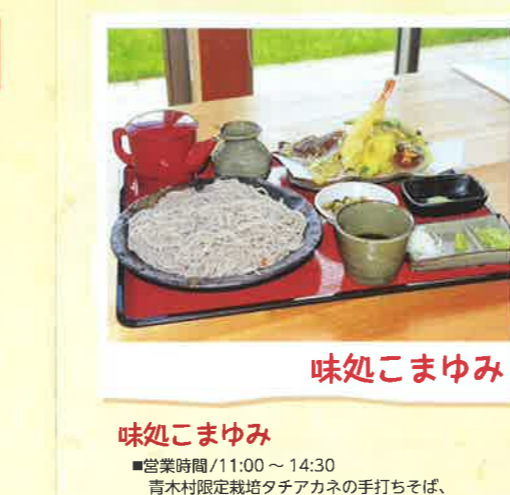 味処こまゆみ
味処こまゆみ
■営業時間/11:00 ~ 14:30
青木村限定栽培タチアカネの手打ちそば、